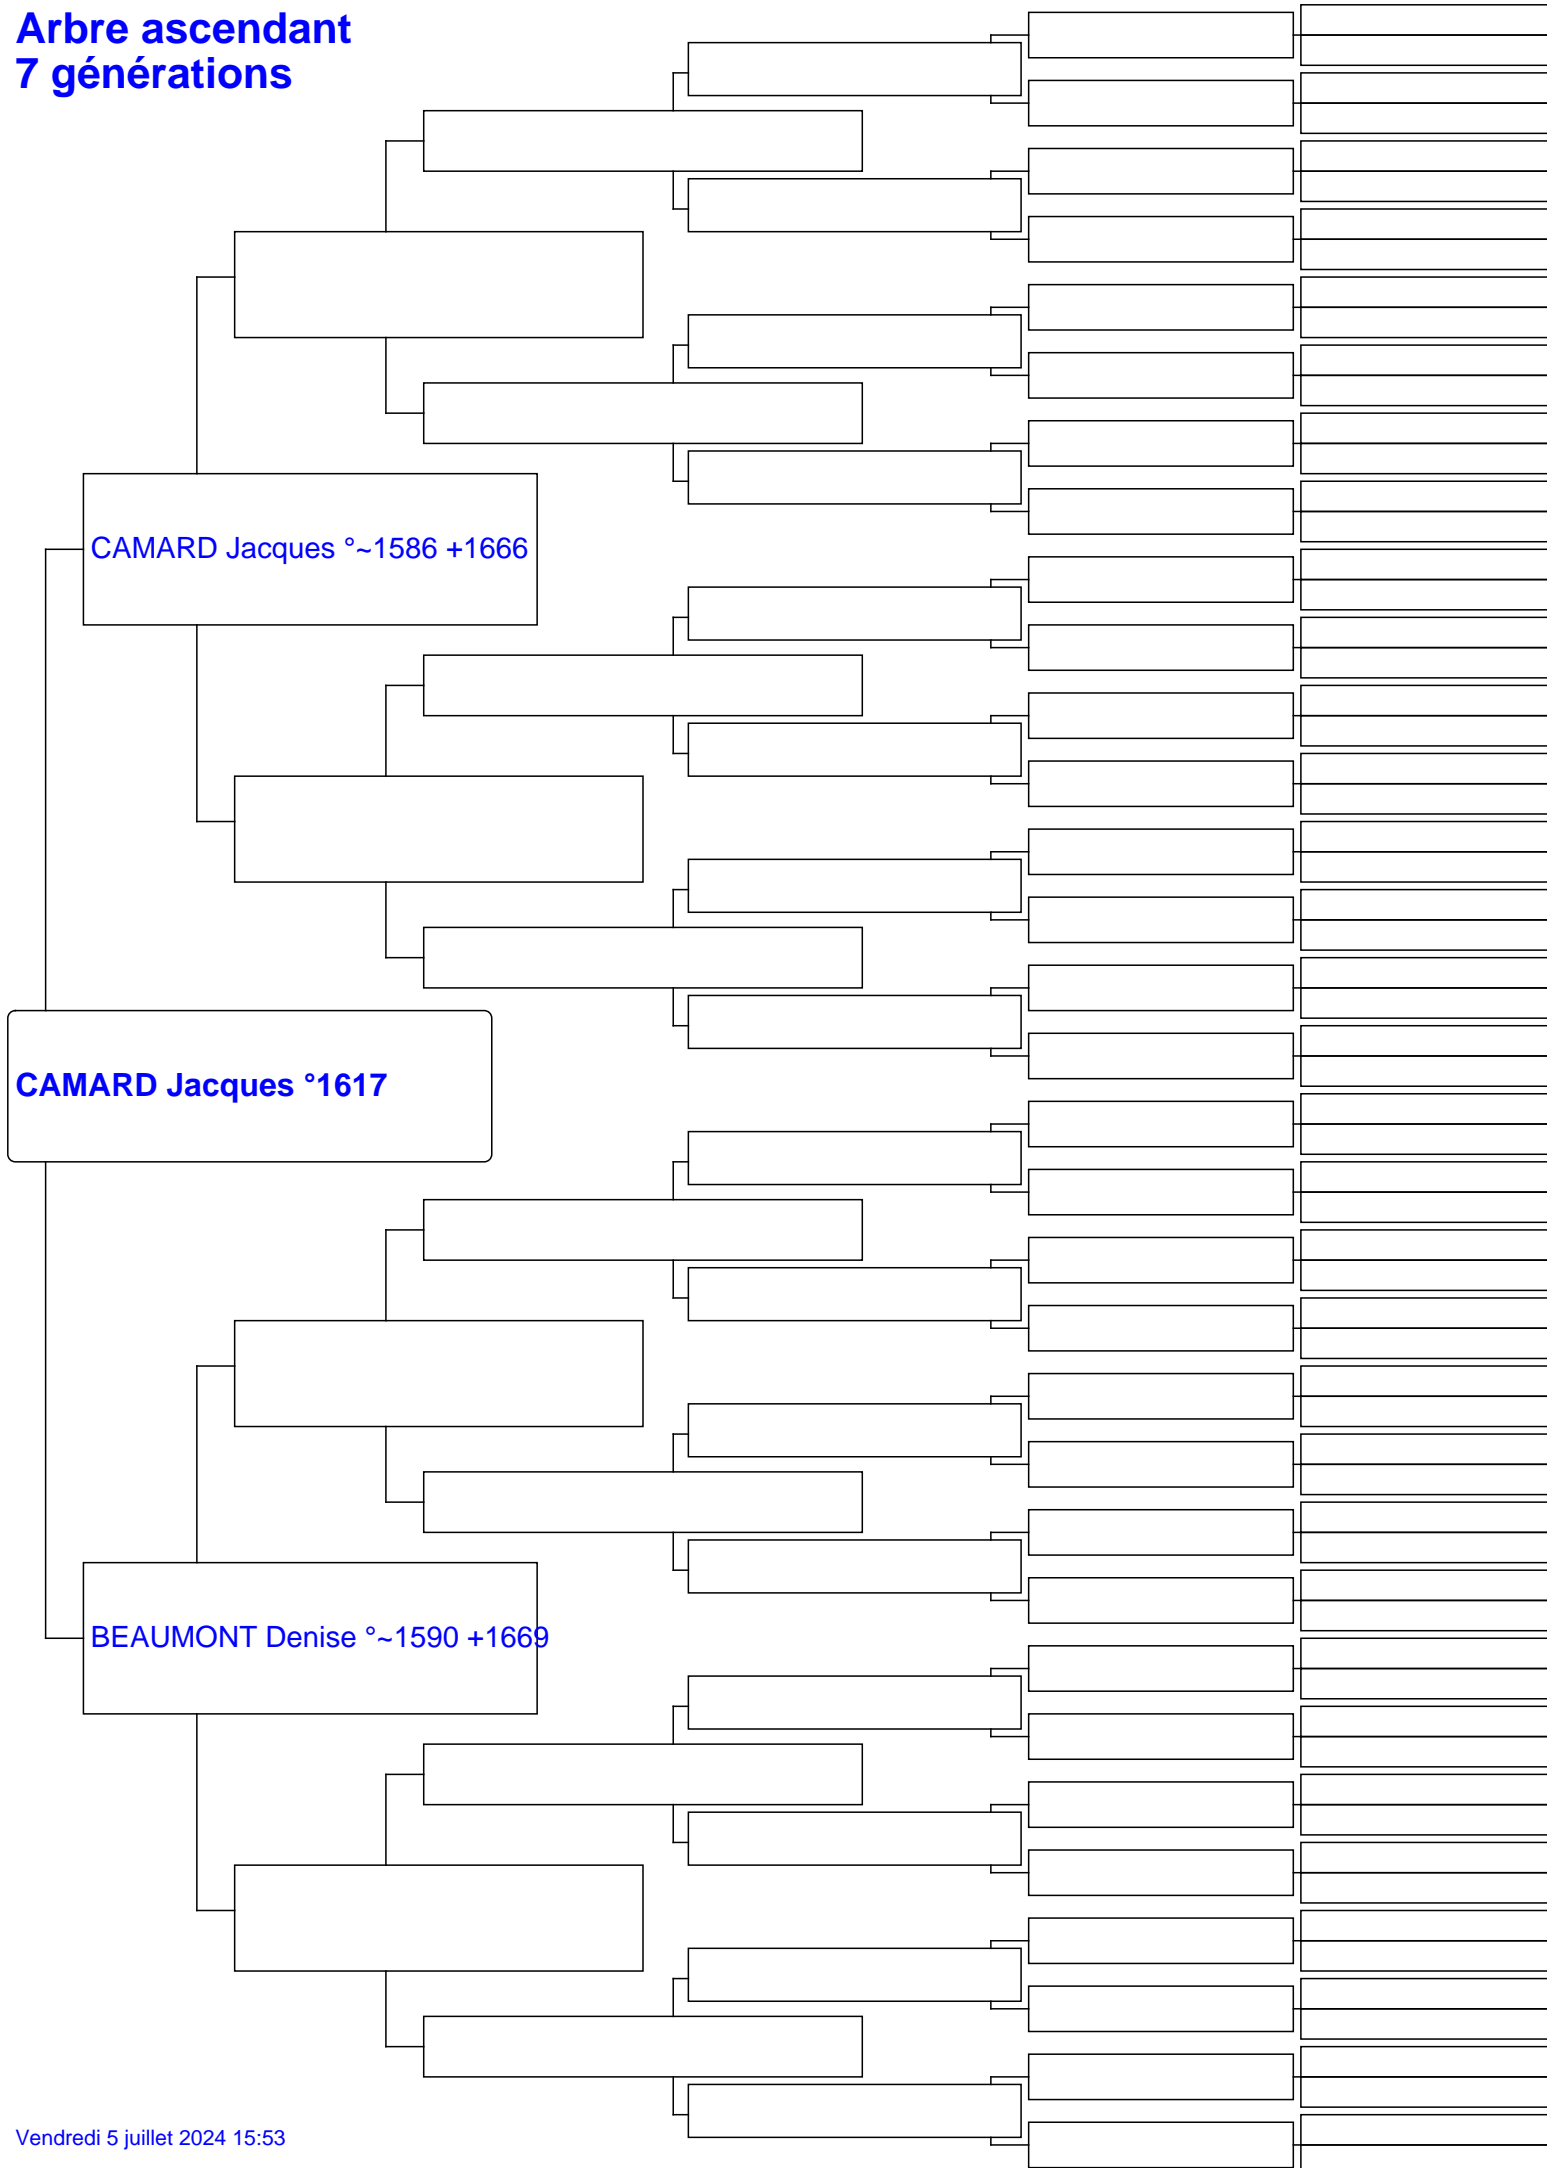 Arbre ascendant
7 générations
CAMARD Jacques °~1586 +1666
CAMARD Jacques °1617
BEAUMONT Denise °~1590 +1669
Vendredi 5 juillet 2024 15:53